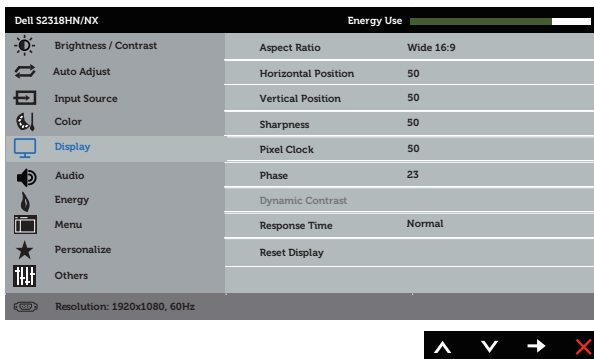 Dell S2318HN/NX Energy Use
Brightness / Contrast Aspect Ratio Wide 16:9
Auto Adjust Horizontal Position 50
Input Source Vertical Position 50
Color Sharpness 50
Display Pixel Clock 50
Audio Phase 23
Energy Dynamic Contrast
Menu Response Time Normal
Personalize Reset Display
Others
Resolution: 1920x1080, 60Hz